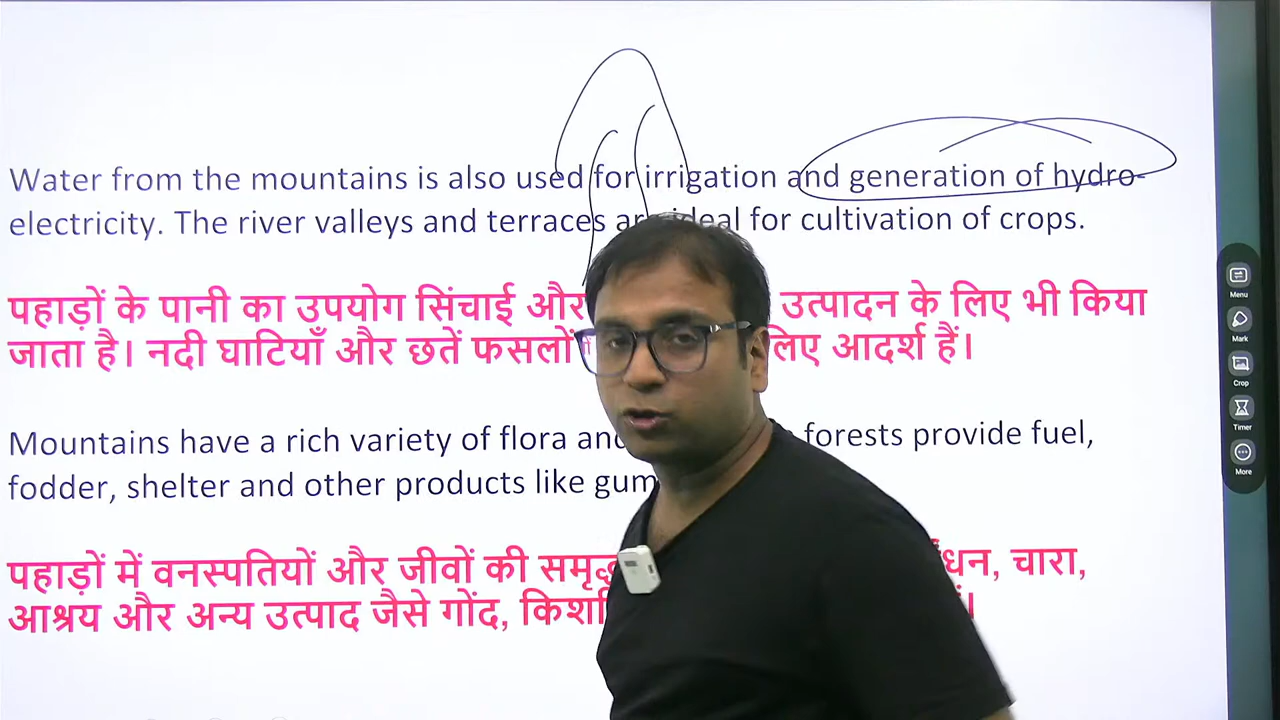 Water from the mountains is also used for irrigation and generation of hydro-
electricity. The river valleys and terraces are ideal for cultivation of crops.
पहाड़ों के पानी का उपयोग सिंचाई और उत्पादन के लिए भी किया
जाता है। नदी घाटियाँ और छतें फसलों लिए आदर्श हैं।
Mountains have a rich variety of flora and forests provide fuel,
fodder, shelter and other products like gum
पहाड़ों में वनस्पतियों और जीवों की चारा,
आश्रय और अन्य उत्पाद जैसे गोंद,
Menu
Mark
Crop
Timer
More